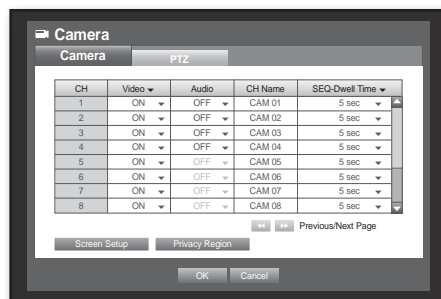 Camera
Camera PTZ
CH Video Audio CH Name SEQ-Dwell Time
1 ON OFF CAM 01 5 sec
2 ON OFF CAM 02 5 sec
3 ON OFF CAM 03 5 sec
4 ON OFF CAM 04 5 sec
5 ON OFF CAM 05 5 sec
6 ON OFF CAM 06 5 sec
7 ON OFF CAM 07 5 sec
8 ON OFF CAM 08 5 sec
Previous/Next Page
Screen Setup Privacy Region
OK Cancel